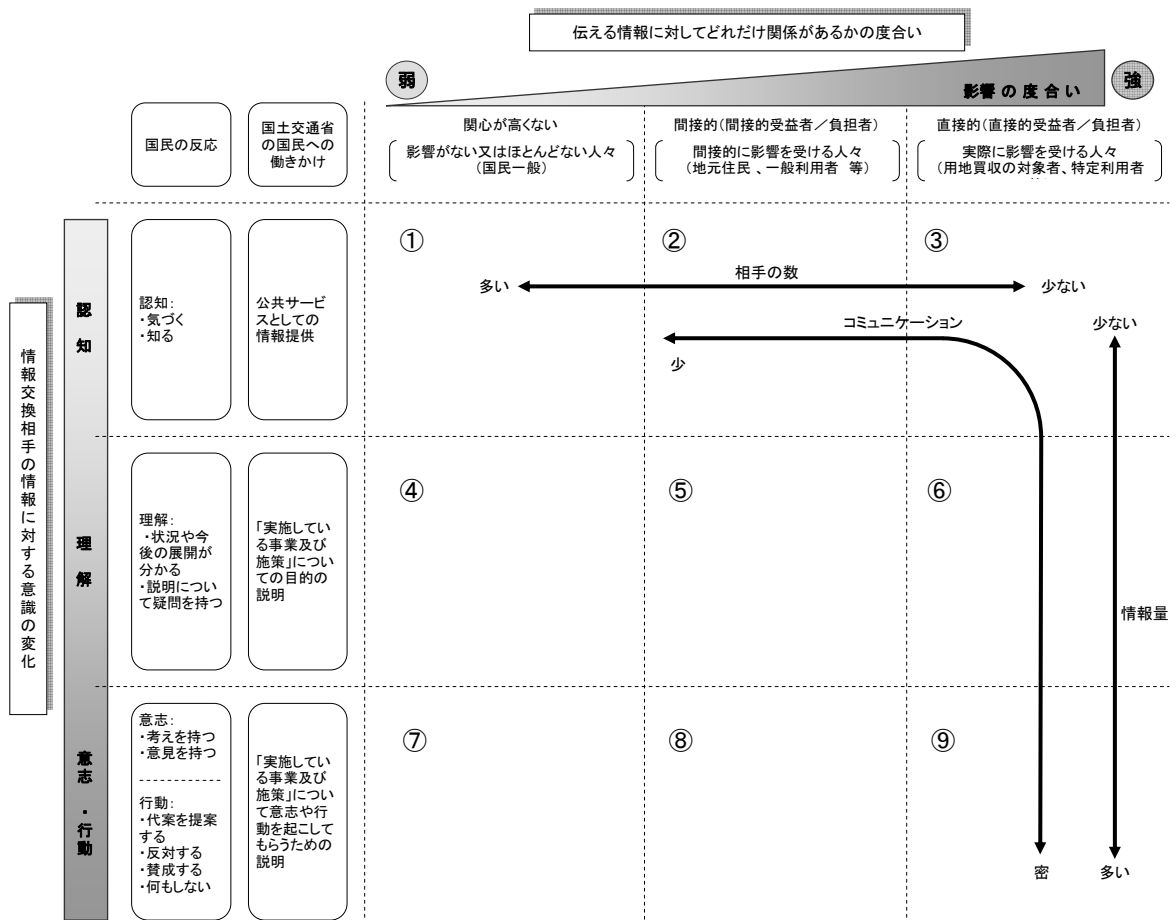 伝える情報に対してどれだけ関係があるかの度合い
弱
影響の度合い
強
国民の反応
国土交通省
の国民への
働きかけ
関心が高くない
影響がない又はほとんどない人々
(国民一般)
間接的(間接的受益者／負担者)
間接的に影響を受ける人々
(地元住民、一般利用者 等)
直接的(直接的受益者／負担者)
実際に影響を受ける人々
(用地買収の対象者、特定利用者
情報交換相手の情報に対する意識の変化
認知
認知：
・気づく
・知る
公共サービ
スとしての
情報提供
①
②
③
相手の数
多い
少ない
コミュニケーション
少
少ない
理解
理解：
・状況や今
後の展開が
分かる
・説明につい
て疑問を持つ
「実施してい
る事業及び
施策」につい
ての目的の
説明
④
⑤
⑥
情報量
意志・行動
意志：
・考えを持つ
・意見を持つ
行動：
・代案を提案
する
・反対する
・賛成する
・何もしない
「実施してい
る事業及び
施策」につい
て意志や行
動を起こして
もらうための
説明
⑦
⑧
⑨
密
多い